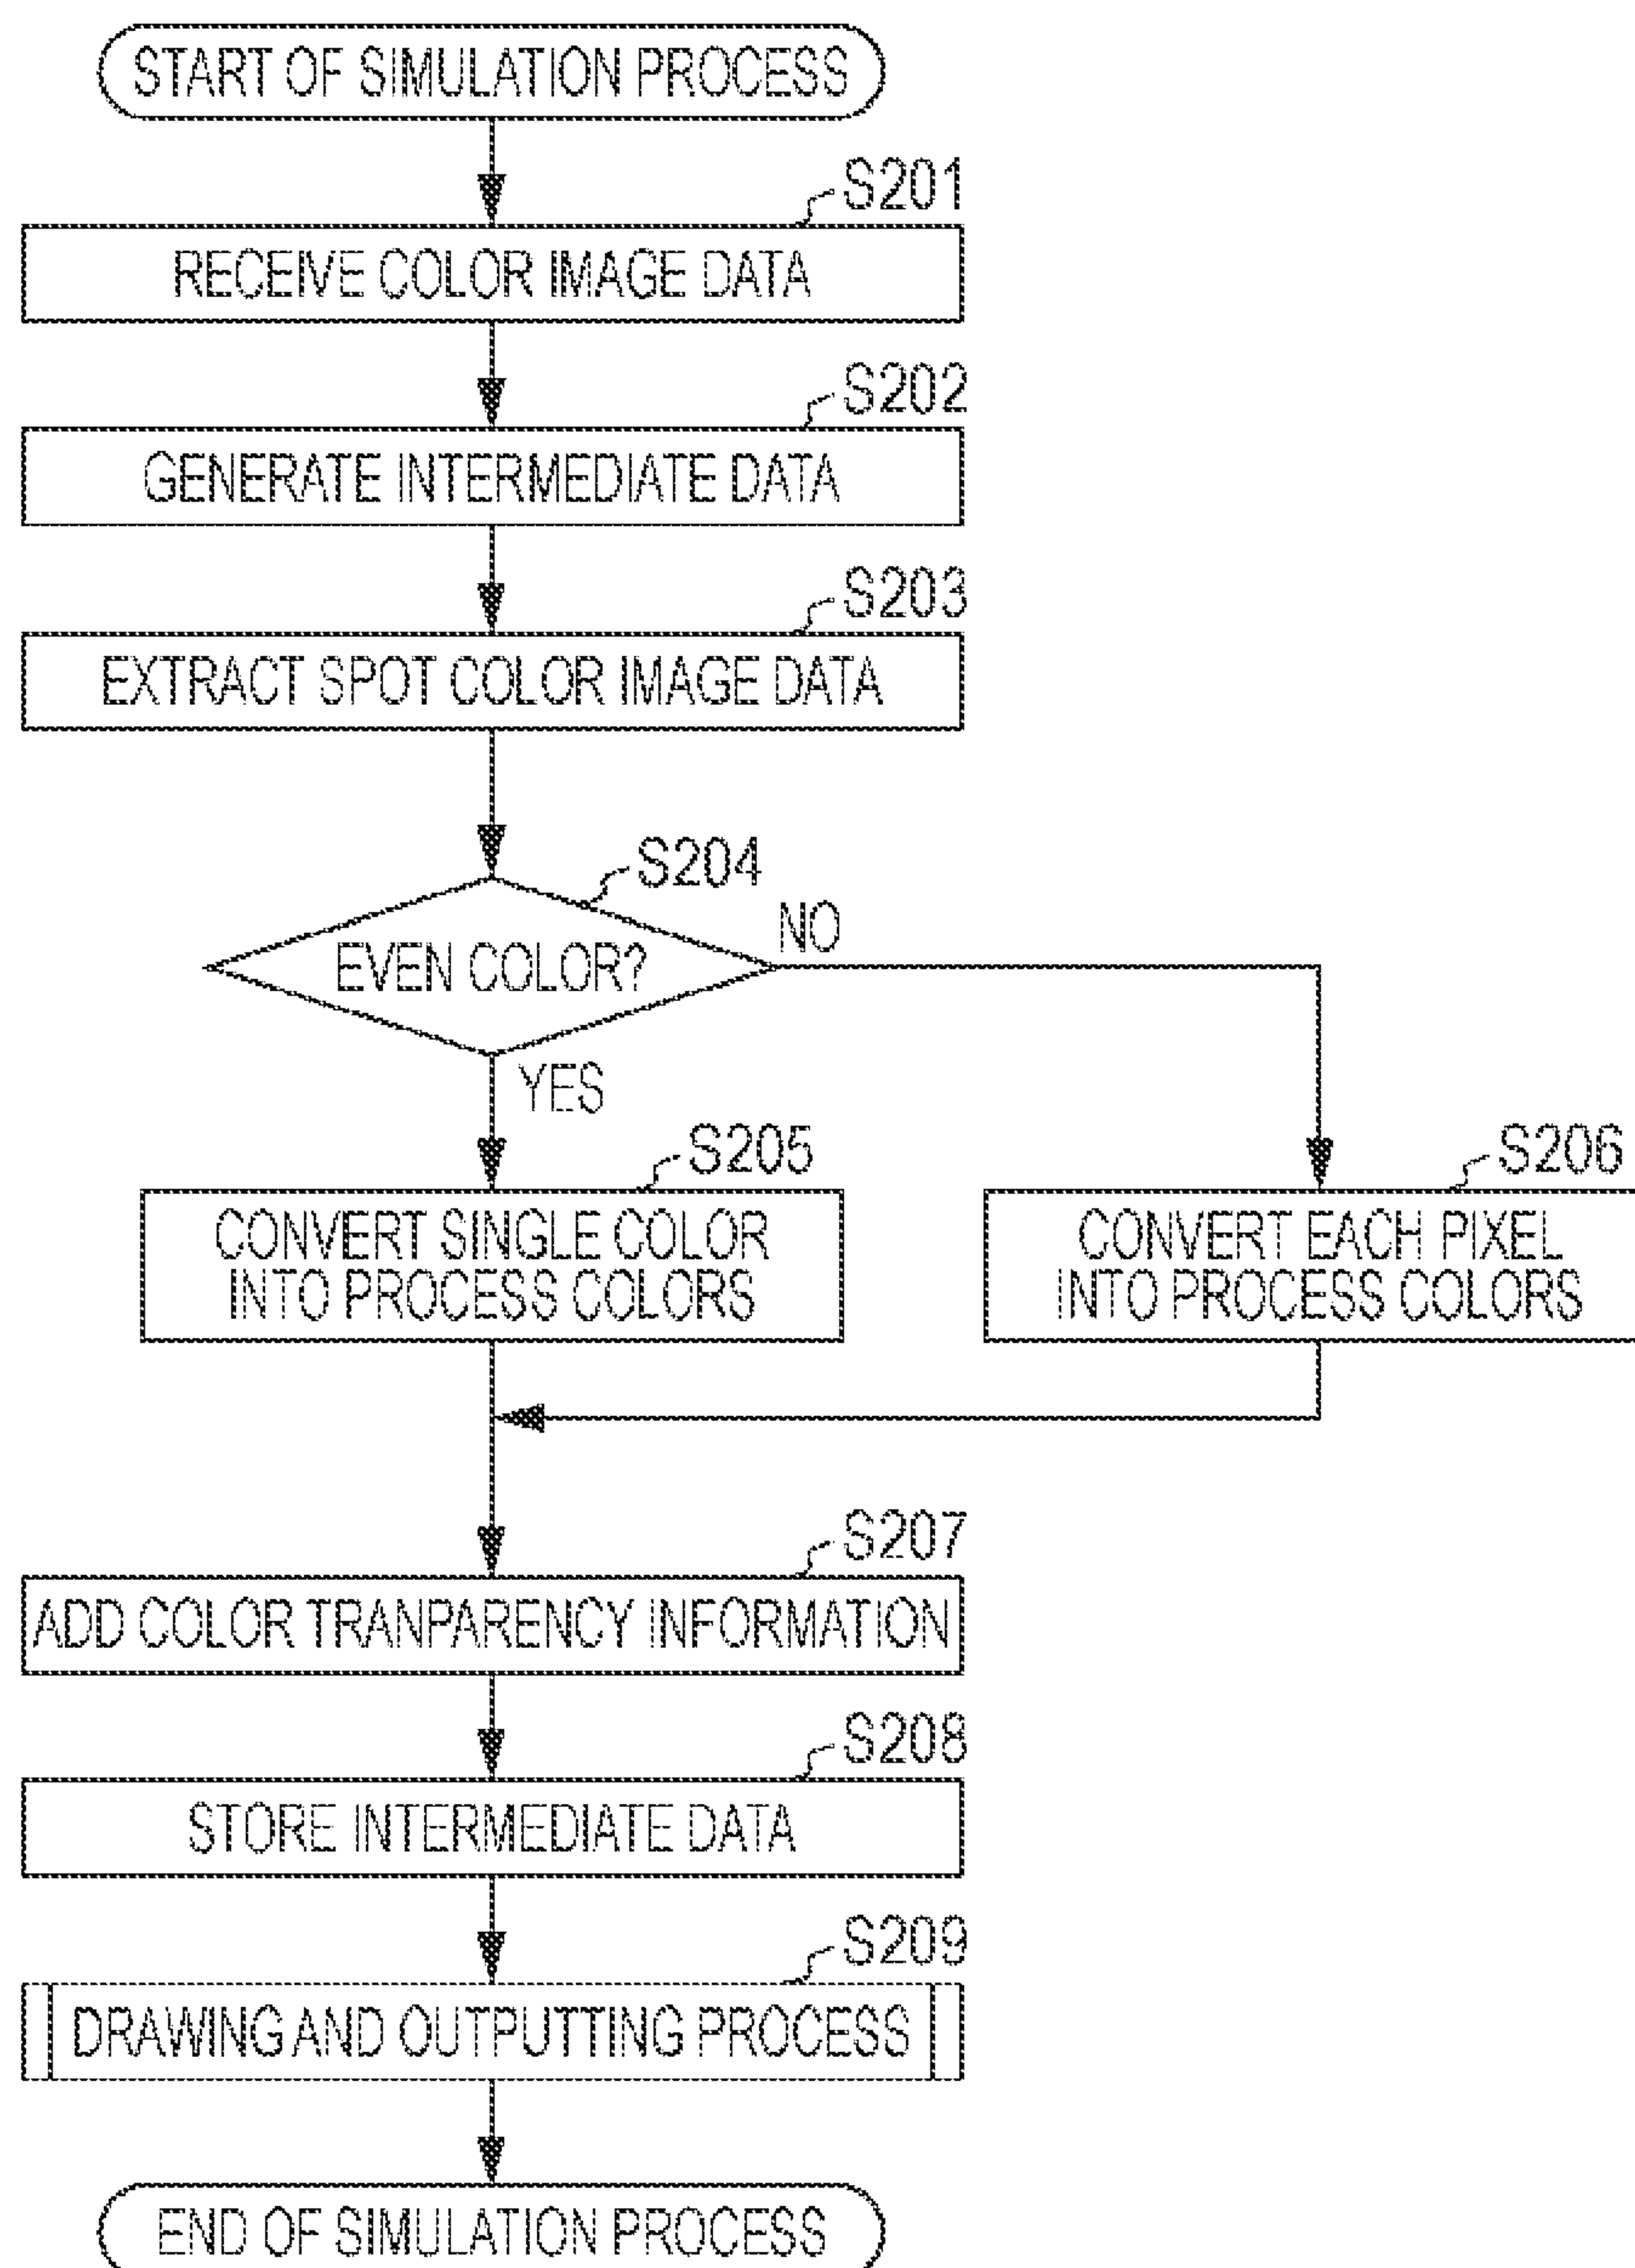 START OF SIMULATION PROCESS
S201
RECEIVE COLOR IMAGE DATA
S202
GENERATE INTERMEDIATE DATA
S203
EXTRACT SPOT COLOR IMAGE DATA
S204
EVEN COLOR?
NO
YES
S205
CONVERT SINGLE COLOR
INTO PROCESS COLORS
S206
CONVERT EACH PIXEL
INTO PROCESS COLORS
S207
ADD COLOR TRANPARENCY INFORMATION
S208
STORE INTERMEDIATE DATA
S209
DRAWING AND OUTPUTTING PROCESS
END OF SIMULATION PROCESS